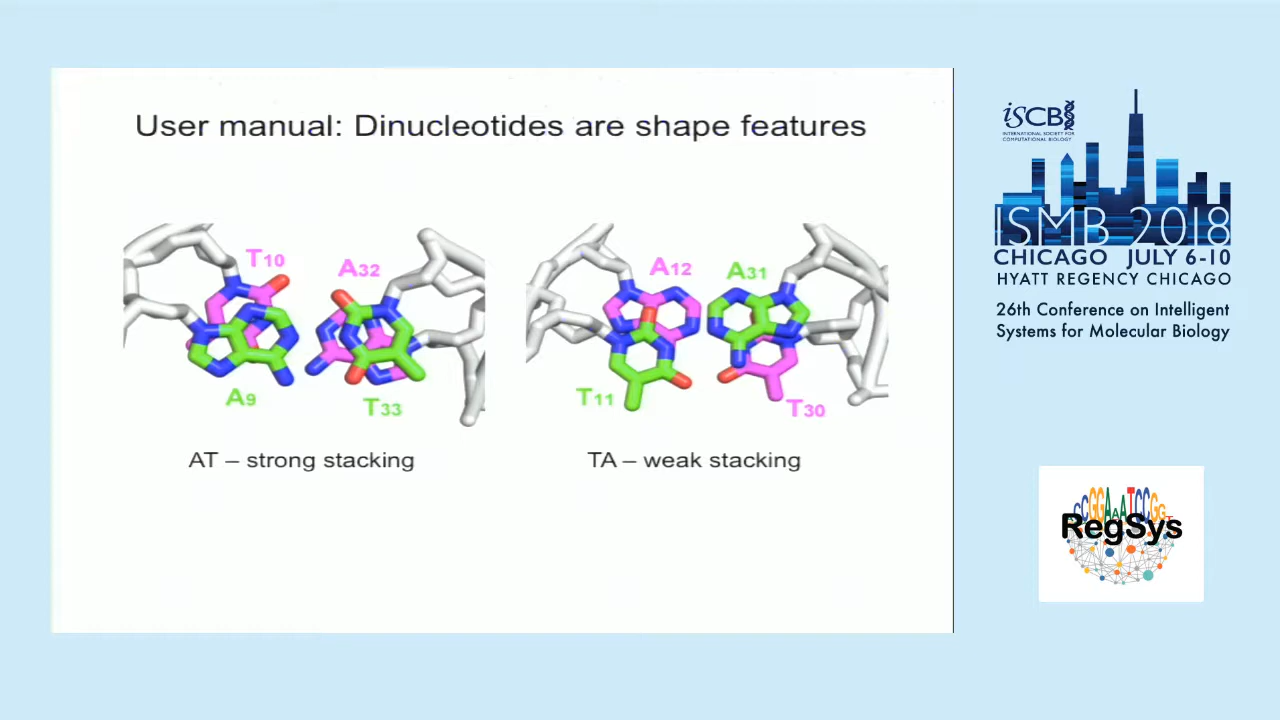 User manual: Dinucleotides are shape features
T10
A32
A9
T33
AT – strong stacking
A12
A31
T11
T30
TA – weak stacking
iSCB
INTERNATIONAL SOCIETY FOR
COMPUTATIONAL BIOLOGY
ISMB 2018
CHICAGO JULY 6-10
HYATT REGENCY CHICAGO
26th Conference on Intelligent
Systems for Molecular Biology
RegSys